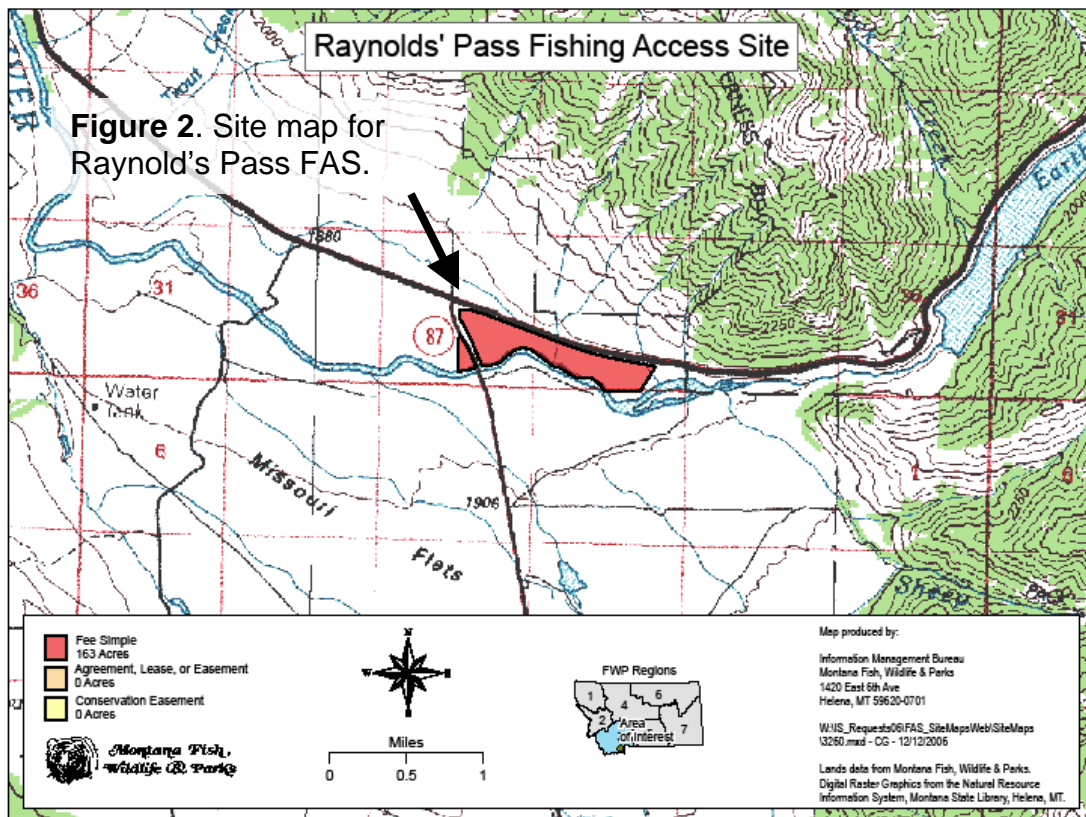 Raynolds' Pass Fishing Access Site
Figure 2. Site map for
Raynold's Pass FAS.
Trout
2000
1880
36
31
87
Water
Tank
6
Missouri
Flats
1906
2250
Earth
31
1
6
2250
Sheep
Fee Simple
163 Acres
Agreement, Lease, or Easement
0 Acres
Conservation Easement
0 Acres
Montana Fish,
Wildlife & Parks
N
W E
S
Miles
0 0.5 1
FWP Regions
1 4 6
2 7
Area
of Interest
Map produced by:
Information Management Bureau
Montana Fish, Wildlife & Parks
1420 East 6th Ave
Helena, MT 59620-0701
W:\IS_Requests06\FAS_SiteMapsWeb\SiteMaps
\3260.mxd - CG - 12/12/2006
Lands data from Montana Fish, Wildlife & Parks.
Digital Raster Graphics from the Natural Resource
Information System, Montana State Library, Helena, MT.